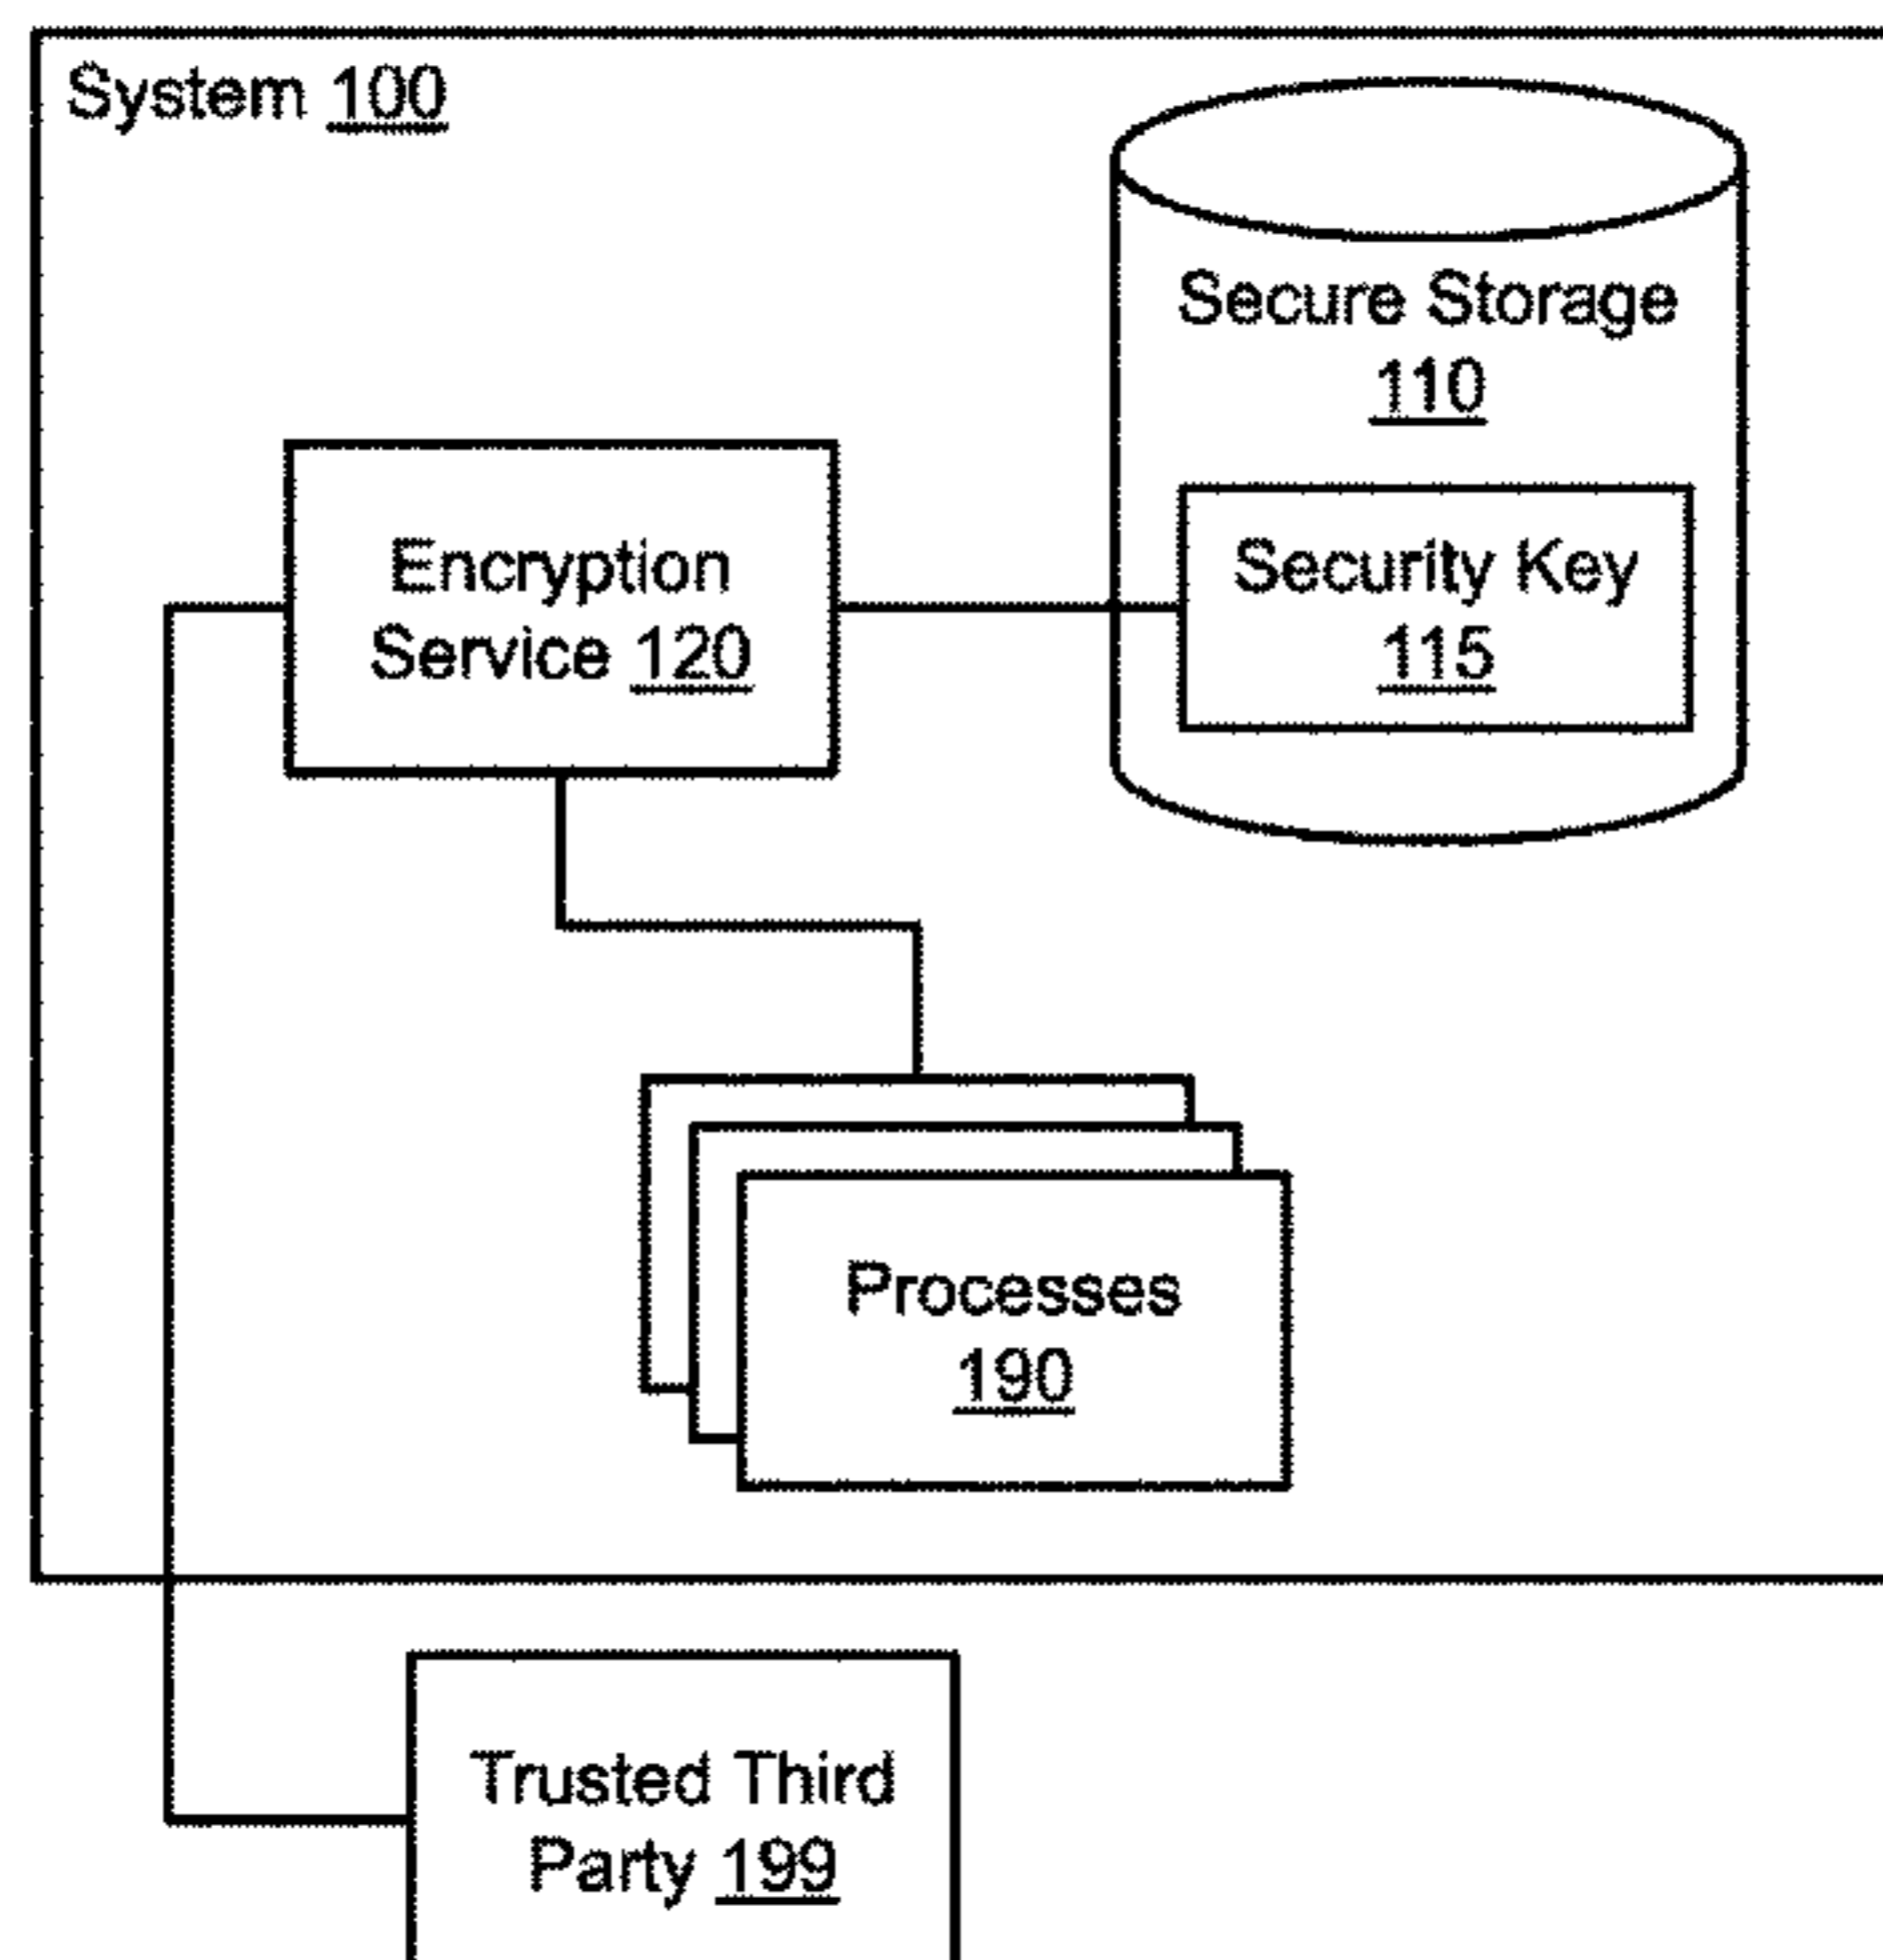 System 100
Secure Storage
110
Encryption
Service 120
Security Key
115
Processes
190
Trusted Third
Party 199